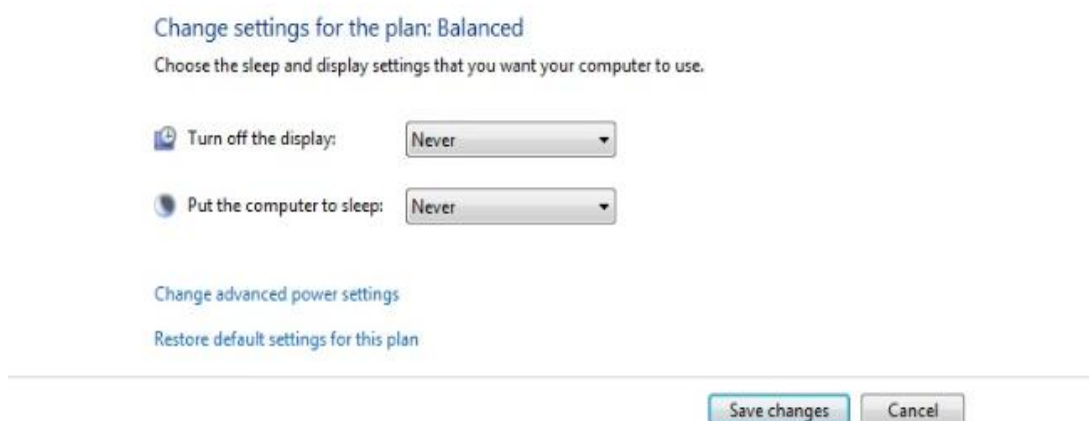 Change settings for the plan: Balanced
Choose the sleep and display settings that you want your computer to use.
Turn off the display: Never
Put the computer to sleep: Never
Change advanced power settings
Restore default settings for this plan
Save changes Cancel